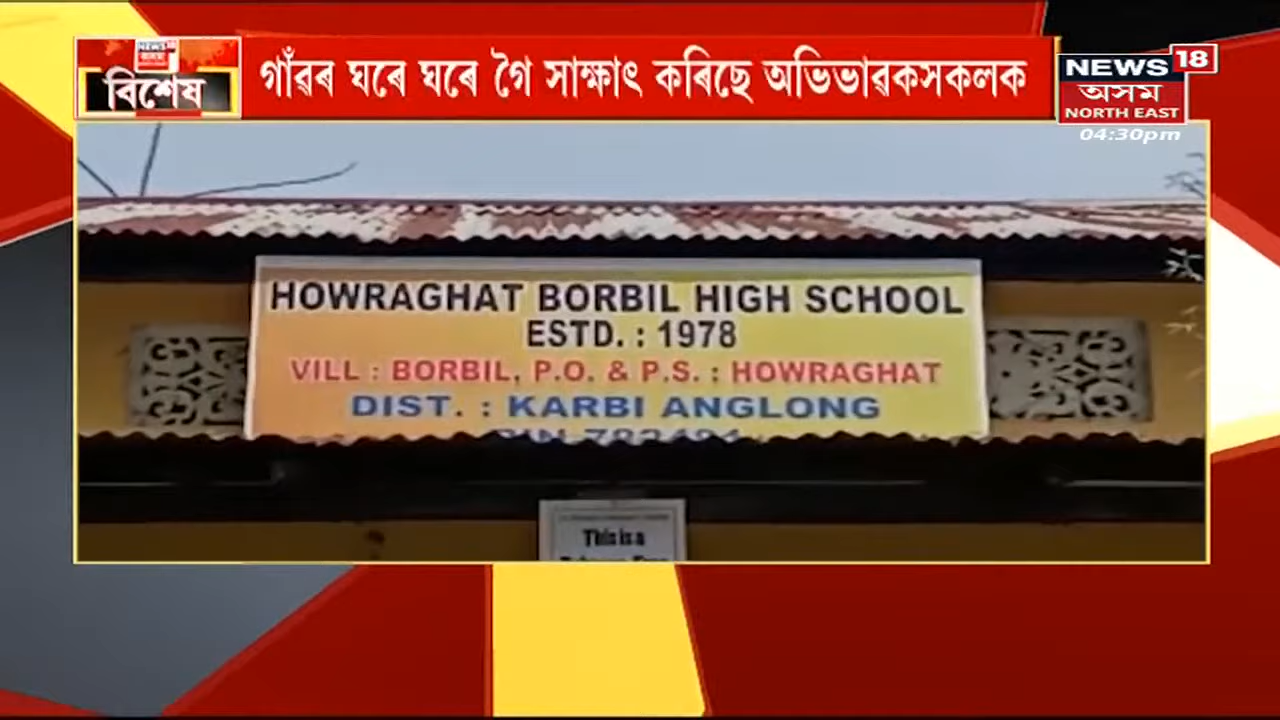 বিশেষ
গাঁৱৰ ঘৰে ঘৰে গৈ সাক্ষাৎ কৰিছে অভিভাৱকসকলক
NEWS 18
অসম
NORTH EAST
04:30pm
HOWRAGHAT BORBIL HIGH SCHOOL
ESTD. : 1978
VILL : BORBIL, P.O. & P.S. : HOWRAGHAT
DIST. : KARBI ANGLONG
This is a